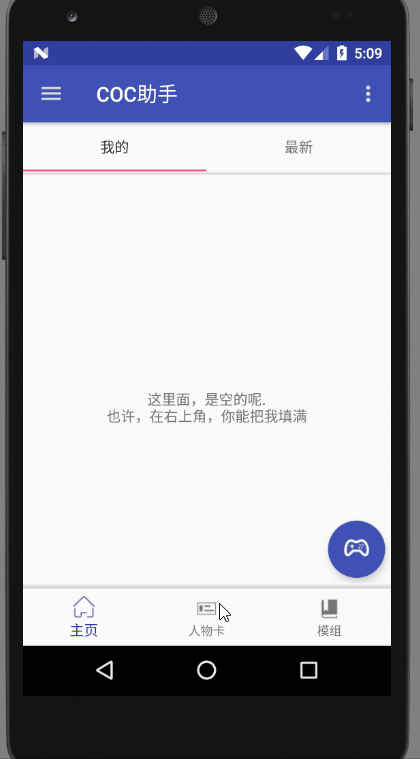 5:09
COC助手
我的 最新
这里面，是空的呢.
也许，在右上角，你能把我填满
主页 人物卡 模组